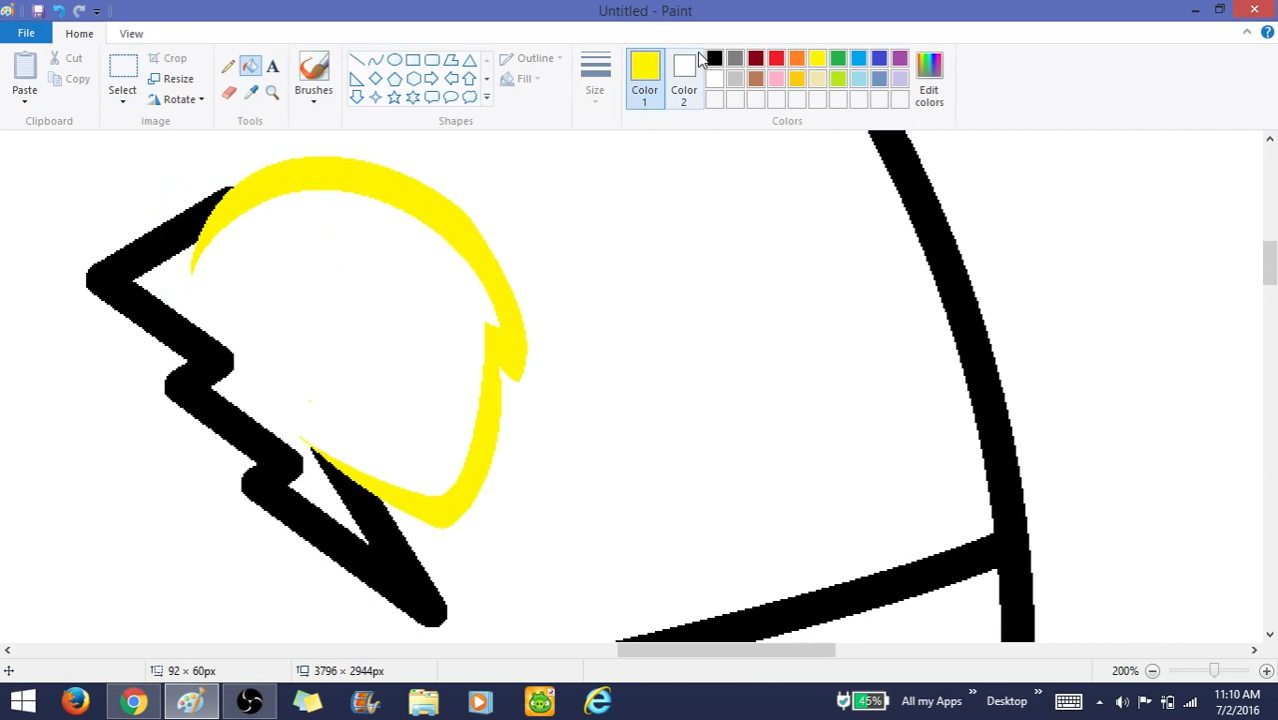 Untitled - Paint
File Home View
Paste
Cut
Copy
Clipboard
Select
Crop
Resize
Rotate
Image
A
Tools
Brushes
Outline
Fill
Shapes
Size
Color 1
Color 2
Edit colors
Colors
92 × 60px
3796 × 2944px
200%
45%
All my Apps
Desktop
11:10 AM
7/2/2016